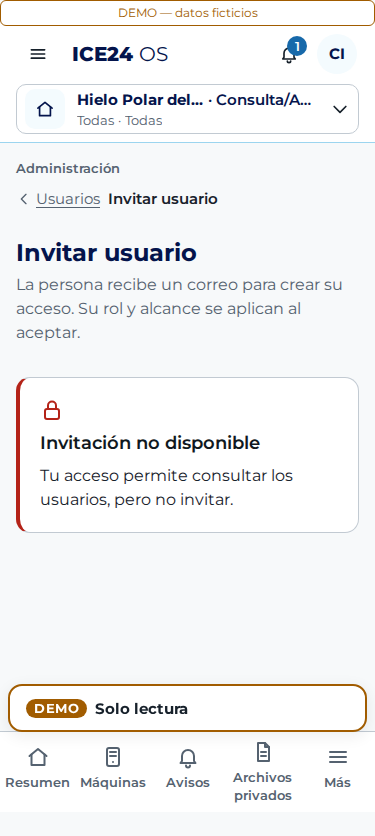 DEMO — datos ficticios
ICE24 OS
1
CI
Hielo Polar del... · Consulta/A...
Todas · Todas
Administración
Usuarios Invitar usuario
Invitar usuario
La persona recibe un correo para crear su
acceso. Su rol y alcance se aplican al
aceptar.
Invitación no disponible
Tu acceso permite consultar los
usuarios, pero no invitar.
DEMO Solo lectura
Resumen
Máquinas
Avisos
Archivos
privados
Más